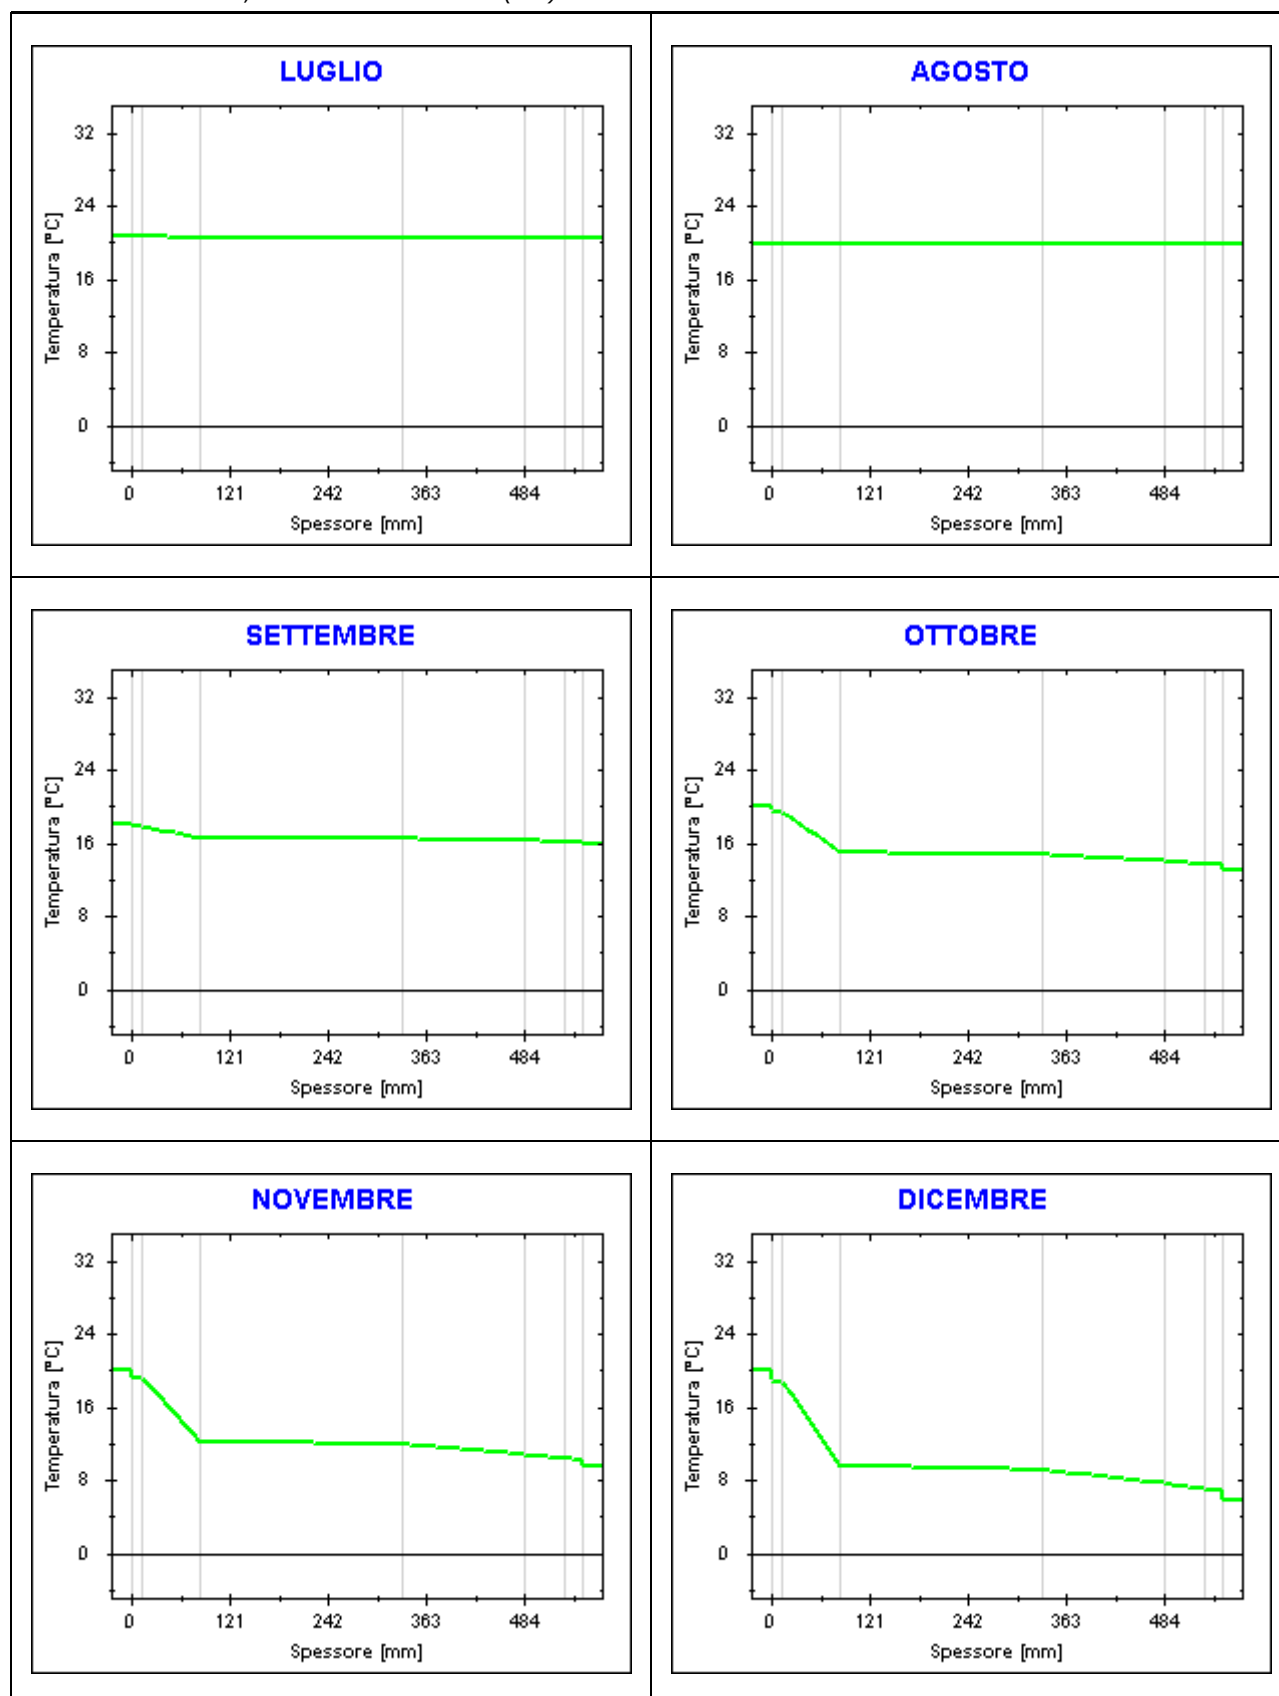 LUGLIO
32
24
16
8
0
Temperatura [°C]
0 121 242 363 484
Spessore [mm]
AGOSTO
32
24
16
8
0
Temperatura [°C]
0 121 242 363 484
Spessore [mm]
SETTEMBRE
32
24
16
8
0
Temperatura [°C]
0 121 242 363 484
Spessore [mm]
OTTOBRE
32
24
16
8
0
Temperatura [°C]
0 121 242 363 484
Spessore [mm]
NOVEMBRE
32
24
16
8
0
Temperatura [°C]
0 121 242 363 484
Spessore [mm]
DICEMBRE
32
24
16
8
0
Temperatura [°C]
0 121 242 363 484
Spessore [mm]